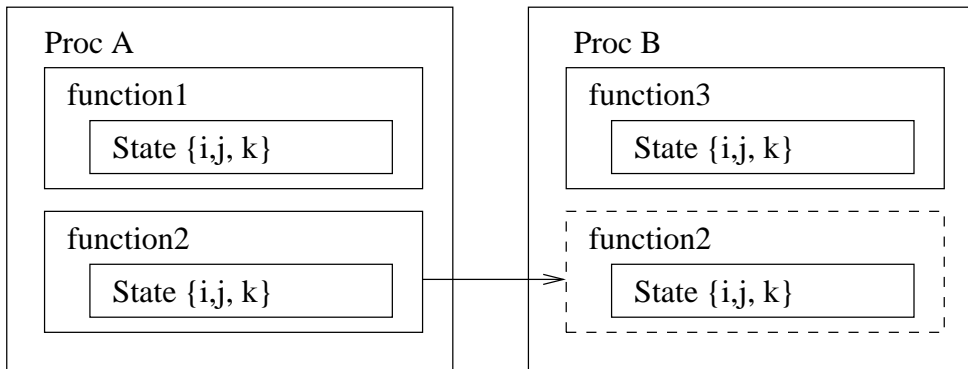 Proc A
function1
State {i,j, k}
function2
State {i,j, k}
Proc B
function3
State {i,j, k}
function2
State {i,j, k}